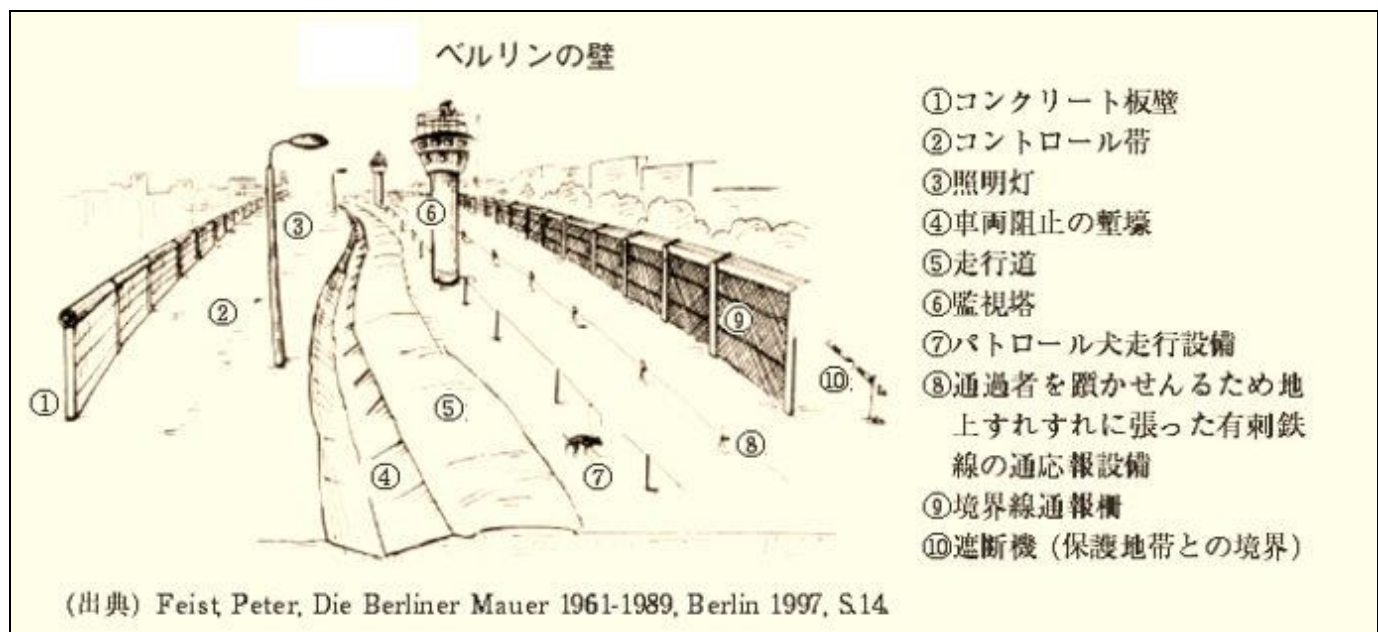 ベルリンの壁
①コンクリート板壁
②コントロール帯
③照明灯
④車両阻止の塹壕
⑤走行道
⑥監視塔
⑦パトロール犬走行設備
⑧通過者を躓かせんるため地
上すれすれに張った有刺鉄
線の通応報設備
⑨境界線通報柵
⑩遮断機 (保護地帯との境界)
③
⑥
②
⑨
⑩
①
⑤
⑧
④
⑦
(出典) Feist, Peter, Die Berliner Mauer 1961-1989, Berlin 1997, S.14.